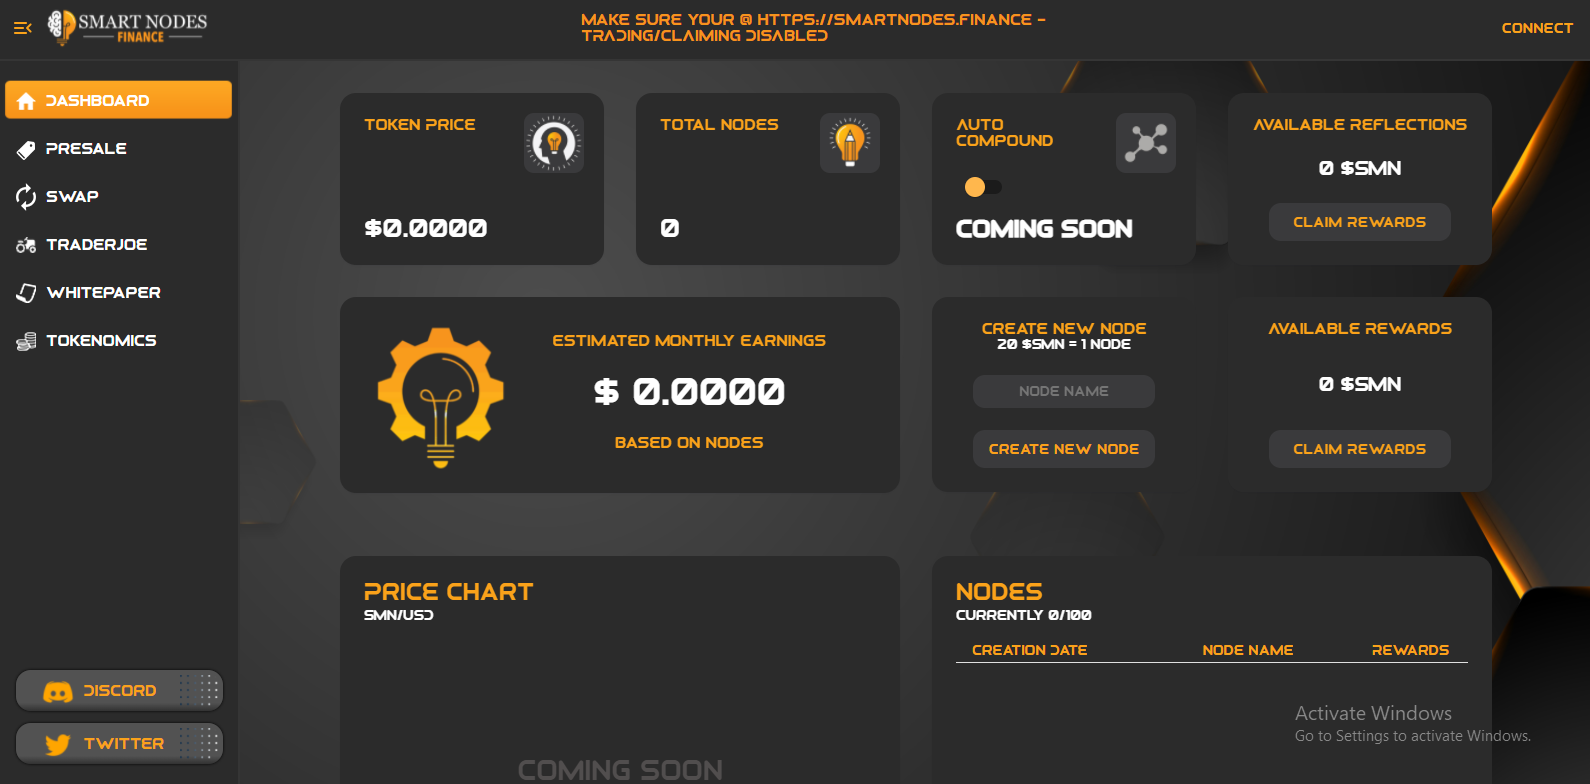 SMART NODES
FINANCE
MAKE SURE YOUR @ HTTPS://SMARTNODES.FINANCE -
TRADING/CLAIMING DISABLED
CONNECT
DASHBOARD
PRESALE
SWAP
TRADERJOE
WHITEPAPER
TOKENOMICS
DISCORD
TWITTER
TOKEN PRICE
$0.0000
TOTAL NODES
0
AUTO
COMPOUND
COMING SOON
AVAILABLE REFLECTIONS
0 $SMN
CLAIM REWARDS
ESTIMATED MONTHLY EARNINGS
$ 0.0000
BASED ON NODES
CREATE NEW NODE
20 $SMN = 1 NODE
NODE NAME
CREATE NEW NODE
AVAILABLE REWARDS
0 $SMN
CLAIM REWARDS
PRICE CHART
SMN/USD
COMING SOON
NODES
CURRENTLY 0/100
CREATION DATE NODE NAME REWARDS
Activate Windows
Go to Settings to activate Windows.